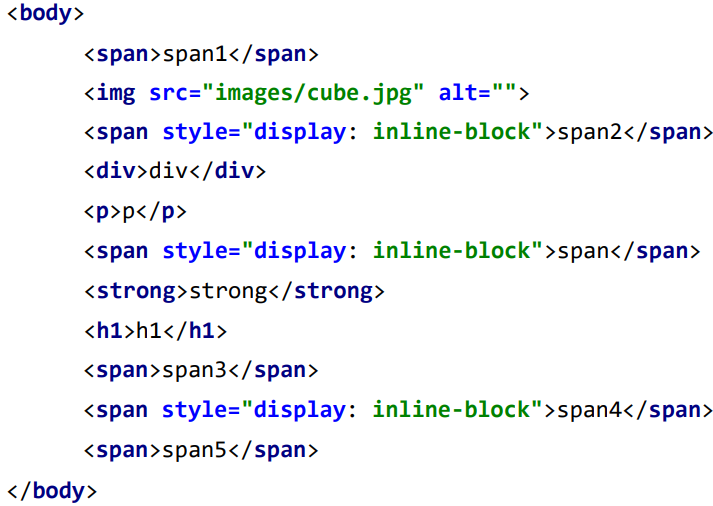 <body>
<span>span1</span>
<img src="images/cube.jpg" alt="">
<span style="display: inline-block">span2</span>
<div>div</div>
<p>p</p>
<span style="display: inline-block">span</span>
<strong>strong</strong>
<h1>h1</h1>
<span>span3</span>
<span style="display: inline-block">span4</span>
<span>span5</span>
</body>